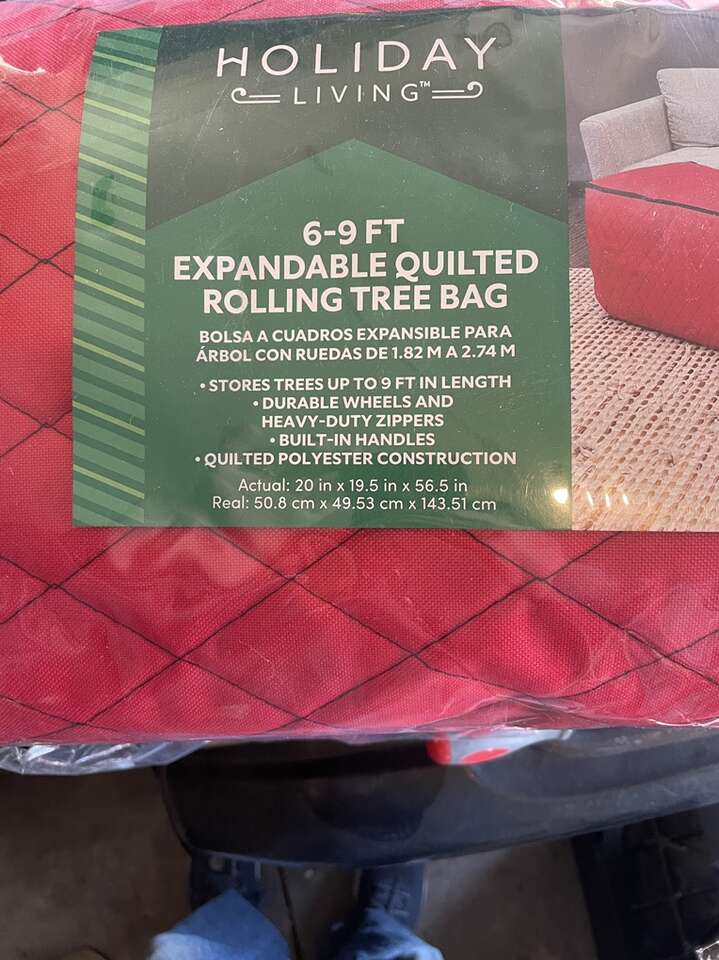 HOLIDAY
LIVING™
6-9 FT
EXPANDABLE QUILTED
ROLLING TREE BAG
BOLSA A CUADROS EXPANSIBLE PARA
ÁRBOL CON RUEDAS DE 1.82 M A 2.74 M
• STORES TREES UP TO 9 FT IN LENGTH
• DURABLE WHEELS AND
HEAVY-DUTY ZIPPERS
• BUILT-IN HANDLES
• QUILTED POLYESTER CONSTRUCTION
Actual: 20 in x 19.5 in x 56.5 in
Real: 50.8 cm x 49.53 cm x 143.51 cm